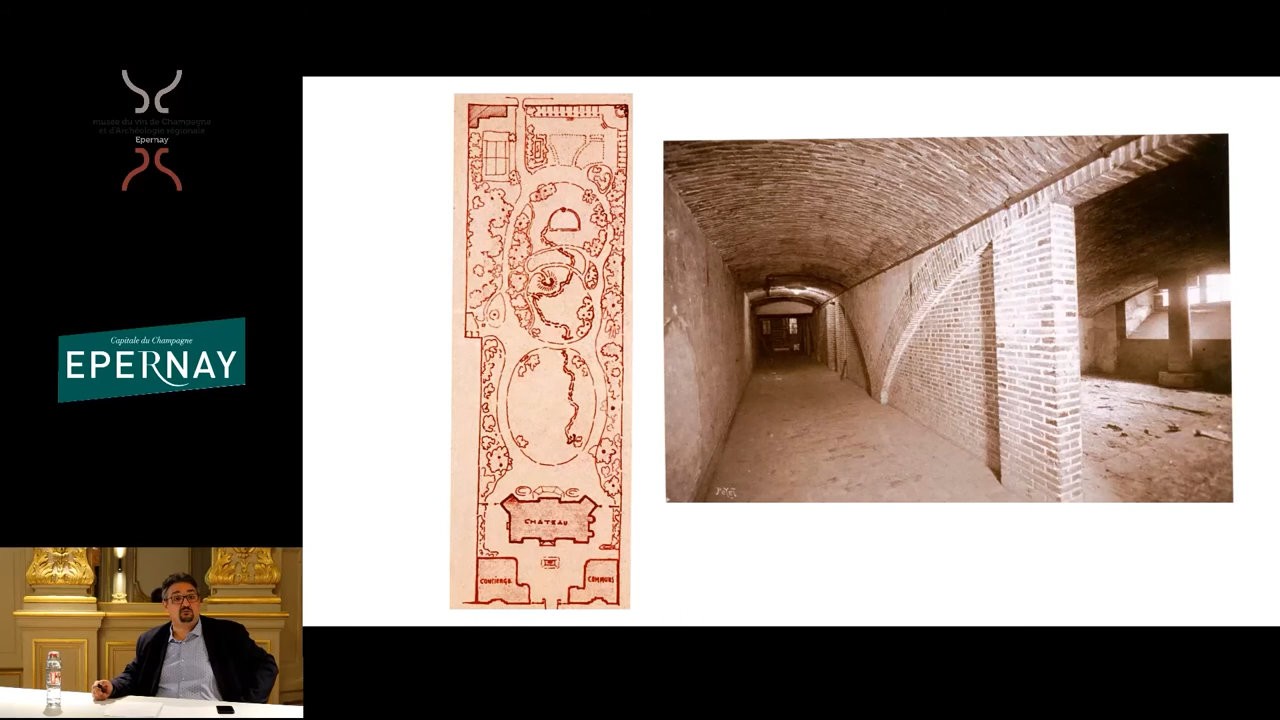 musée du vin de Champagne
et d'Archéologie régionale
Epernay
Capitale du Champagne
EPERNAY
CHATEAU
CONCIERGE
COMMUNS